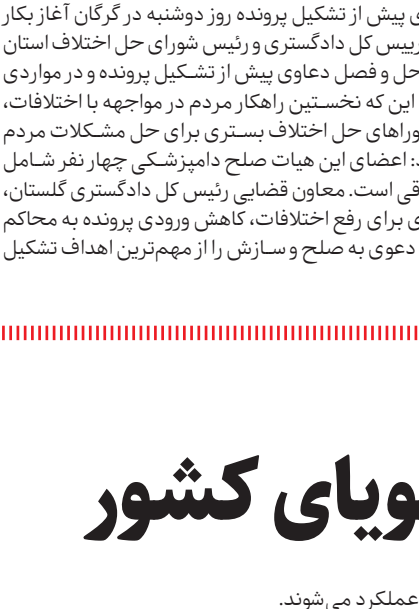 پیش از تشکیل پرونده روز دوشنبه در گرگان آغاز بکار
رییس کل دادگستری و رئیس شورای حل اختلاف استان
حل و فصل دعاوی پیش از تشکیل پرونده و در مواردی
این که نخستین راهکار مردم در مواجهه با اختلافات،
وراهای حل اختلاف بستری برای حل مشکلات مردم
: اعضای این هیات صلح دامپزشکی چهار نفر شامل
قی است. معاون قضایی رئیس کل دادگستری گلستان،
ی برای رفع اختلافات، کاهش ورودی پرونده به محاکم
دعوی به صلح و سازش را از مهم‌ترین اهداف تشکیل
ویای کشور
عملکرد می‌شوند.